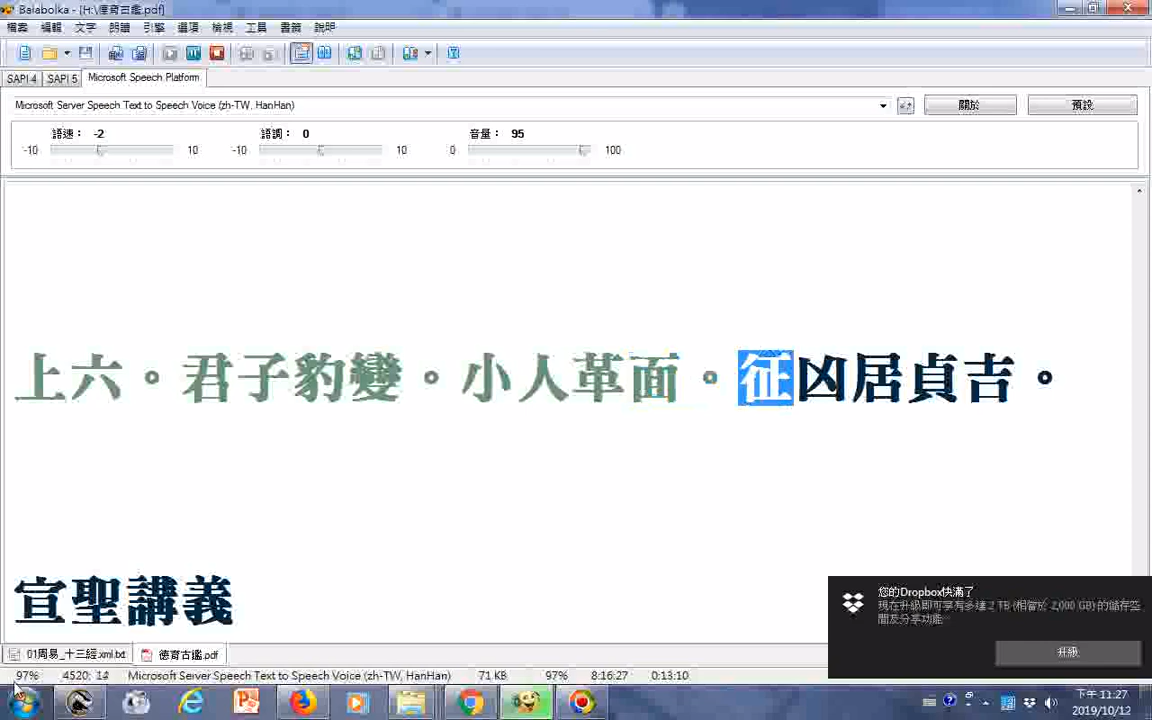 Balabolka - [H:\德育古鑑.pdf]
檔案 編輯 文字 朗讀 引擎 選項 檢視 工具 書籤 說明
SAPI 4 SAPI 5 Microsoft Speech Platform
Microsoft Server Speech Text to Speech Voice (zh-TW, HanHan) 關於 預設
語速： -2 語調： 0 音量： 95
-10 10 -10 10 0 100
上六。君子豹變。小人革面。征凶居貞吉。
宣聖講義
您的Dropbox快滿了
現在升級即可享有多達 2 TB (相當於 2,000 GB) 的儲存空
間及分享功能
升級
01周易_十三經.xml.txt 德育古鑑.pdf
97% 4520; 14 Microsoft Server Speech Text to Speech Voice (zh-TW, HanHan) 71 KB 97% 8:16:27 0:13:10
下午 11:27
2019/10/12